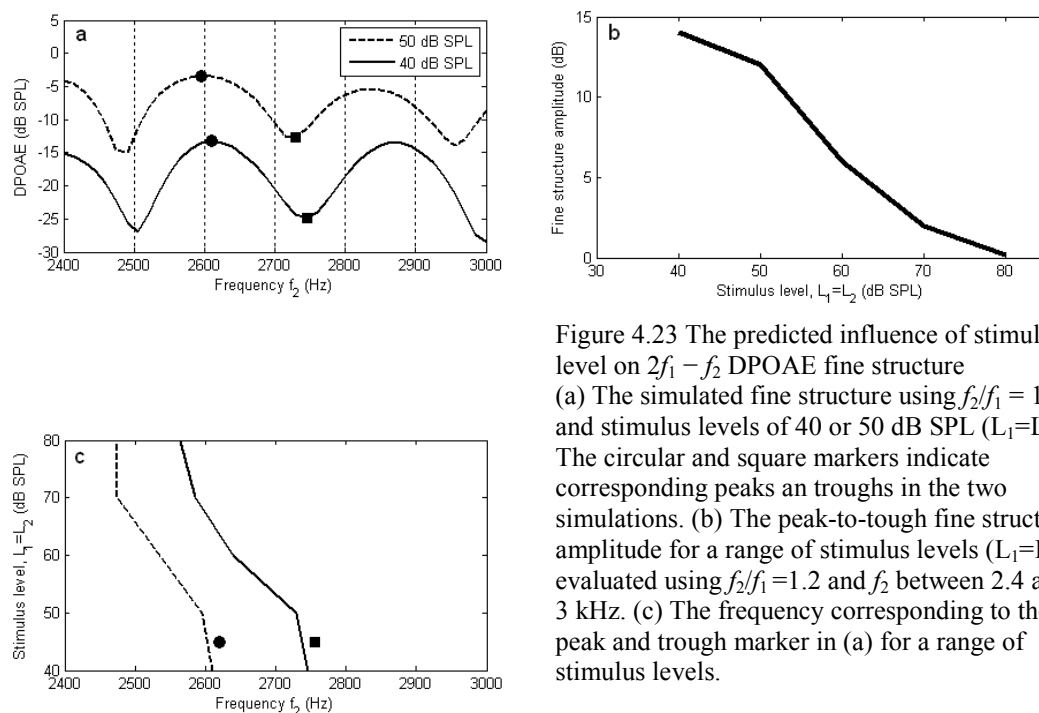 a
50 dB SPL
40 dB SPL
5
0
-5
-10
-15
-20
-25
-30
DPOAE (dB SPL)
2400 2500 2600 2700 2800 2900 3000
Frequency f2 (Hz)
b
15
10
5
0
Fine structure amplitude (dB)
30 40 50 60 70 80
Stimulus level, L1=L2 (dB SPL)
Figure 4.23 The predicted influence of stimul
level on 2f1 − f2 DPOAE fine structure
(a) The simulated fine structure using f2/f1 = 1
and stimulus levels of 40 or 50 dB SPL (L1=L
The circular and square markers indicate
corresponding peaks an troughs in the two
simulations. (b) The peak-to-tough fine struct
amplitude for a range of stimulus levels (L1=
evaluated using f2/f1 =1.2 and f2 between 2.4 a
3 kHz. (c) The frequency corresponding to the
peak and trough marker in (a) for a range of
stimulus levels.
c
80
70
60
50
40
Stimulus level, L1=L2 (dB SPL)
2400 2500 2600 2700 2800 2900 3000
Frequency f2 (Hz)